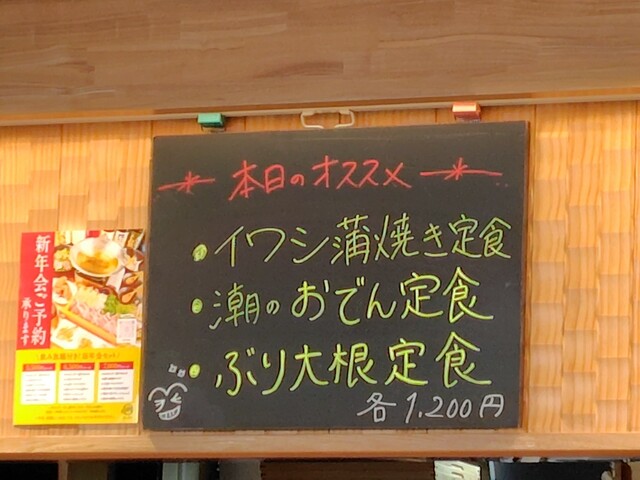 本日のオススメ
イワシ蒲焼き定食
潮のおでん定食
ぶり大根定食
各1,200円
新年会ご予約
承ります